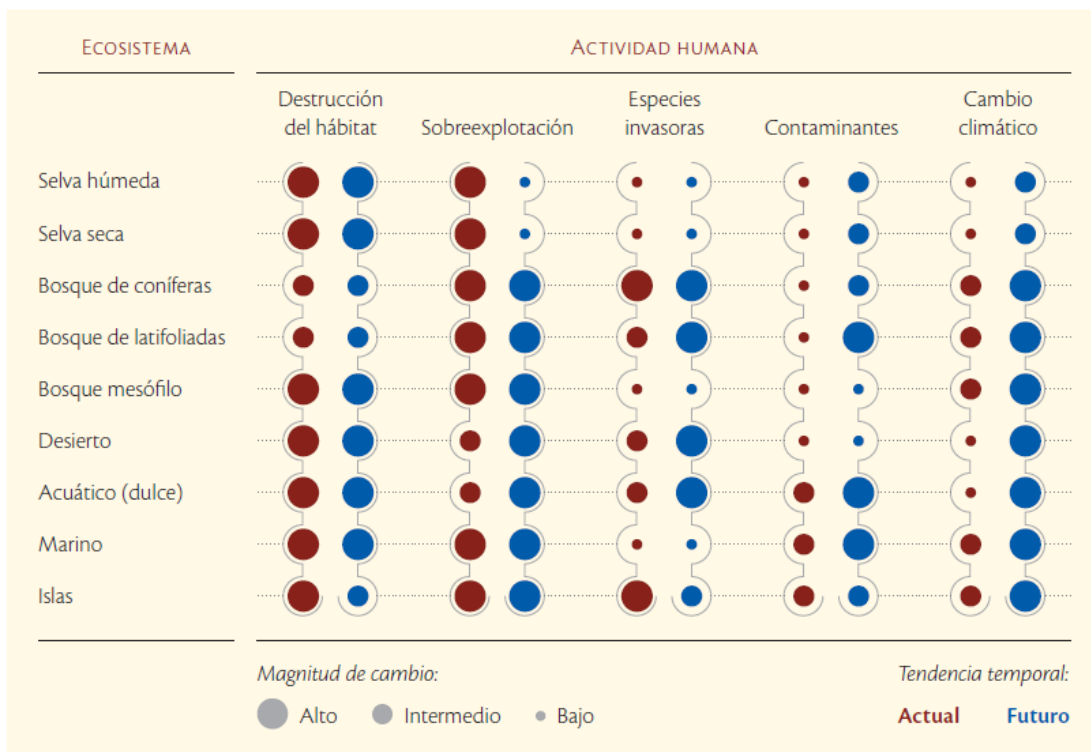 ECOSISTEMA
ACTIVIDAD HUMANA
Destrucción
del hábitat
Sobreexplotación
Especies
invasoras
Contaminantes
Cambio
climático
Selva húmeda
Selva seca
Bosque de coníferas
Bosque de latifoliadas
Bosque mesófilo
Desierto
Acuático (dulce)
Marino
Islas
Magnitud de cambio:
Alto
Intermedio
Bajo
Tendencia temporal:
Actual
Futuro